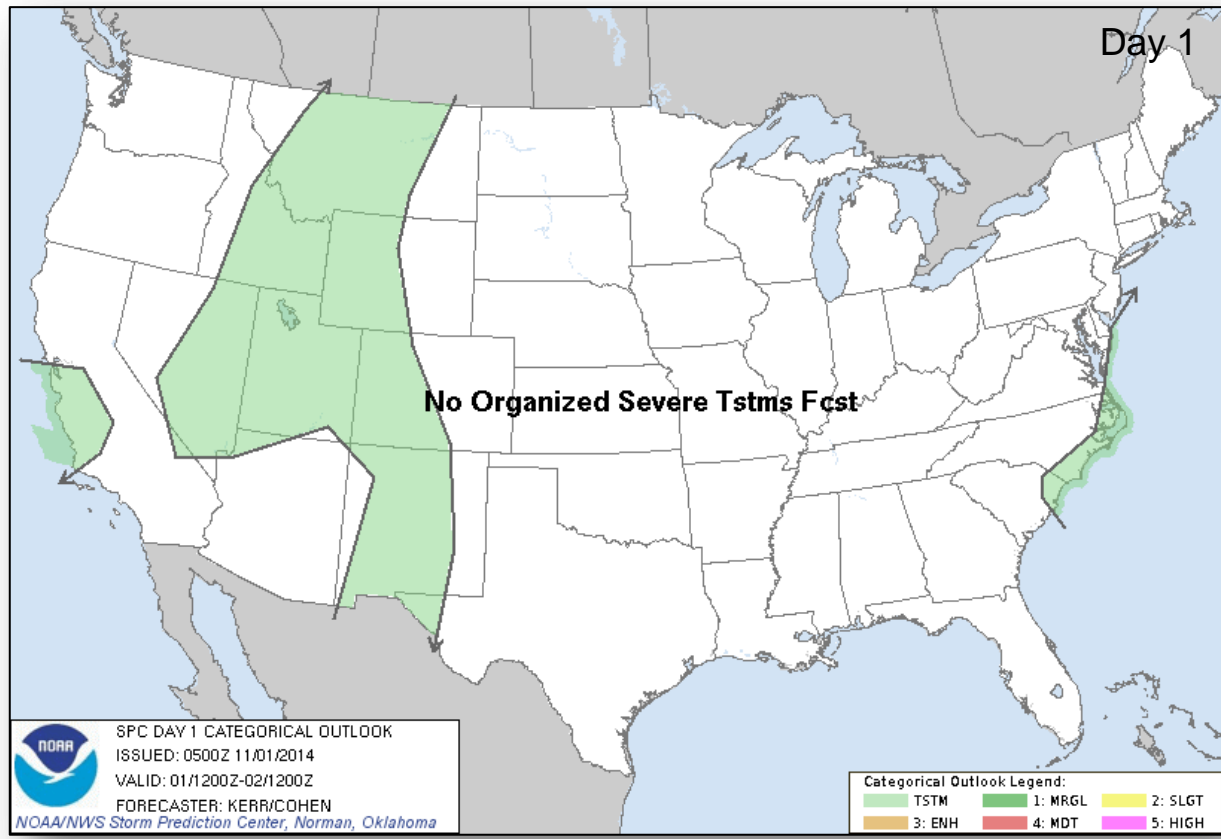 Day 1
No Organized Severe Tstms Fcst
NOAA
SPC DAY 1 CATEGORICAL OUTLOOK
ISSUED: 0500Z 11/01/2014
VALID: 01/1200Z-02/1200Z
FORECASTER: KERR/COHEN
NOAA/NWS Storm Prediction Center, Norman, Oklahoma
Categorical Outlook Legend:
TSTM 1: MRGL 2: SLGT
3: ENH 4: MDT 5: HIGH